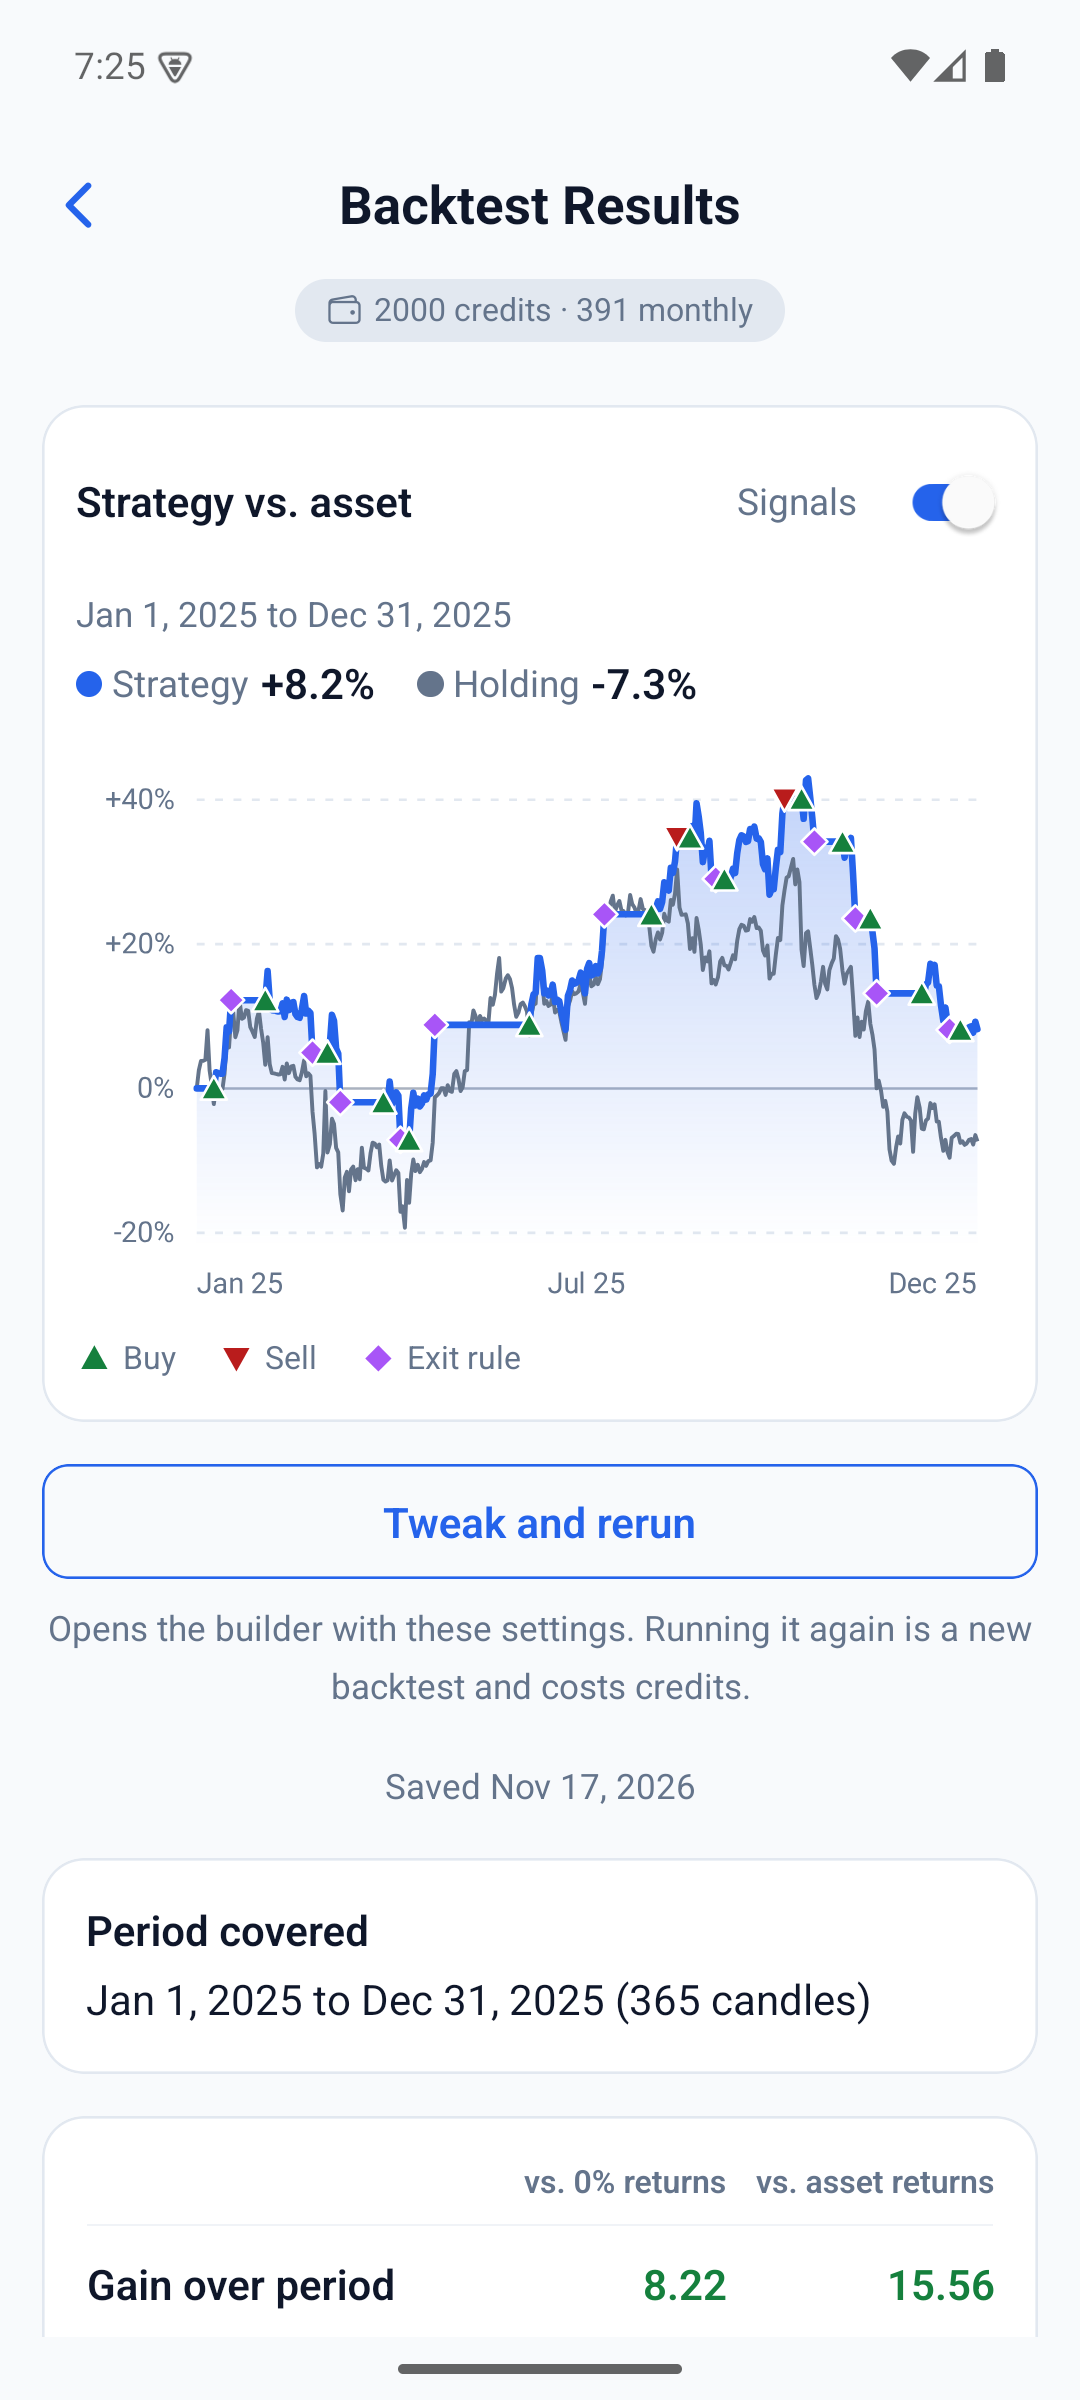 7:25
Backtest Results
2000 credits · 391 monthly
Strategy vs. asset
Signals
Jan 1, 2025 to Dec 31, 2025
Strategy +8.2% Holding -7.3%
+40%
+20%
0%
-20%
Jan 25 Jul 25 Dec 25
Buy Sell Exit rule
Tweak and rerun
Opens the builder with these settings. Running it again is a new
backtest and costs credits.
Saved Nov 17, 2026
Period covered
Jan 1, 2025 to Dec 31, 2025 (365 candles)
vs. 0% returns vs. asset returns
Gain over period 8.22 15.56